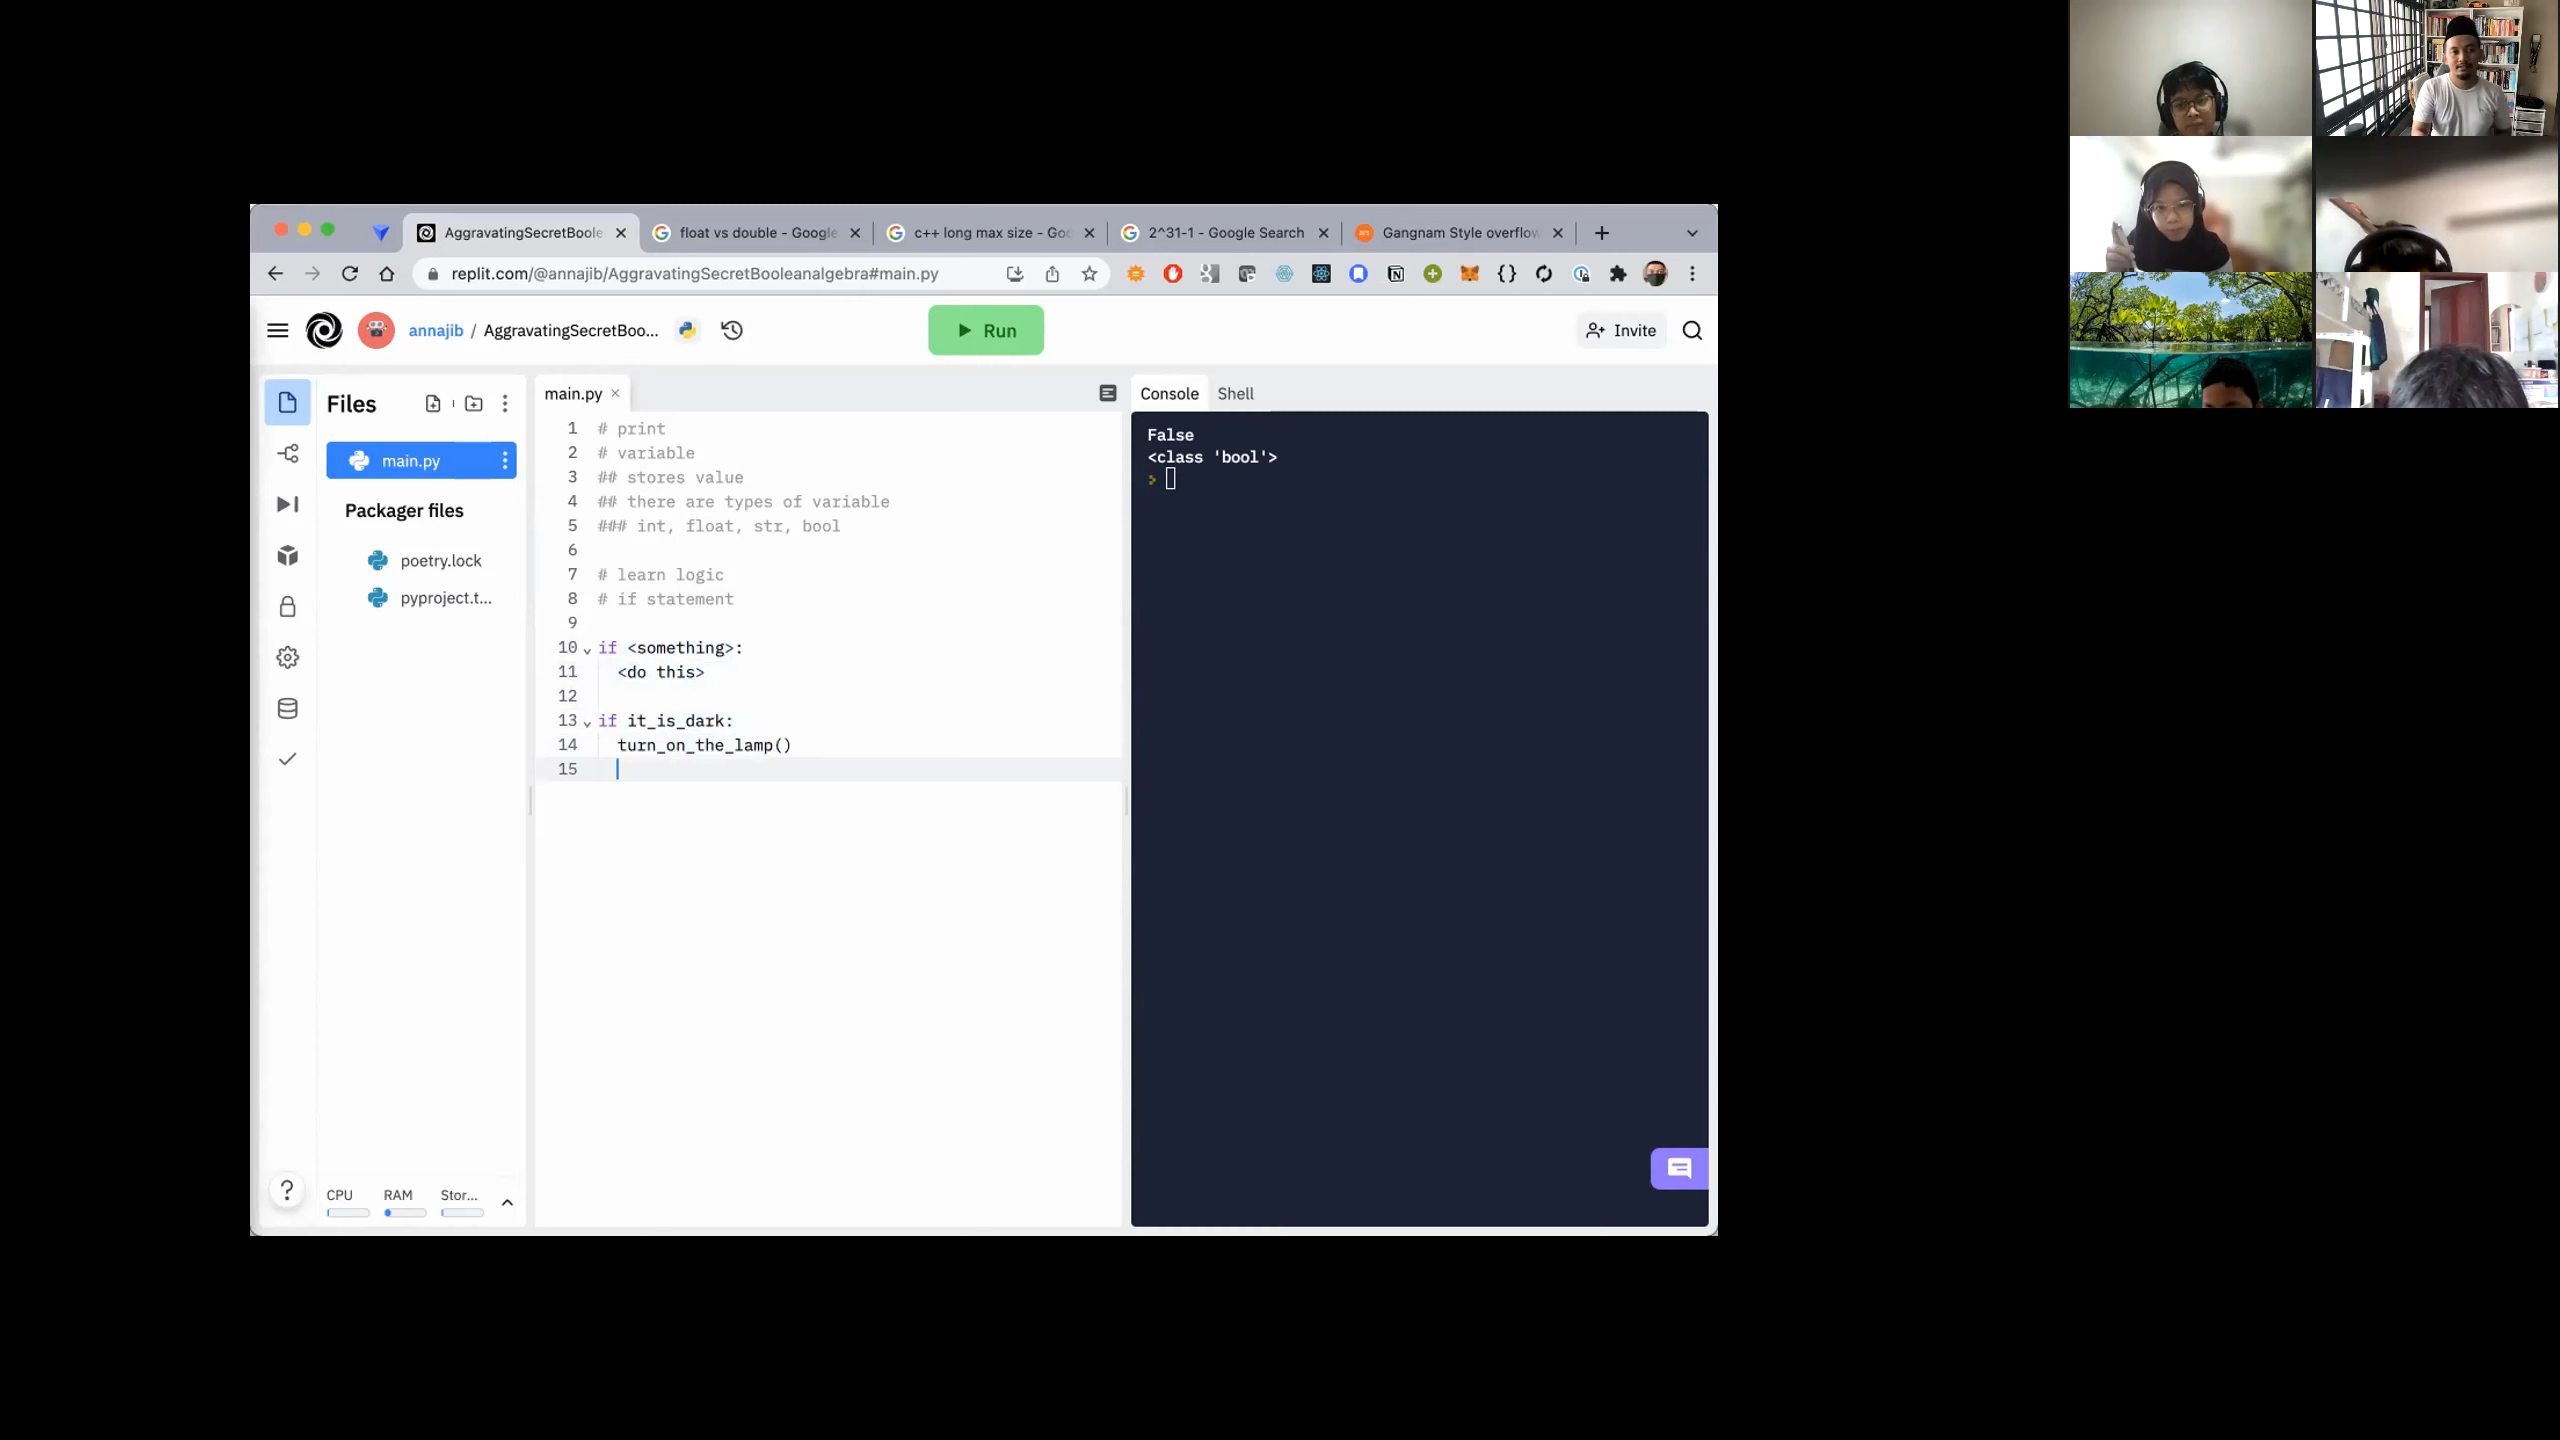 AggravatingSecretBoole
float vs double - Google
c++ long max size - Goo
2^31-1 - Google Search
Gangnam Style overflow
replit.com/@annajib/AggravatingSecretBooleanalgebra#main.py
annajib / AggravatingSecretBoo...
Run
Invite
Files
main.py
Packager files
poetry.lock
pyproject.t...
CPU
RAM
Stor...
main.py
1 # print
2 # variable
3 ## stores value
4 ## there are types of variable
5 ### int, float, str, bool
6
7 # learn logic
8 # if statement
9
10 if <something>:
11 <do this>
12
13 if it_is_dark:
14 turn_on_the_lamp()
15
Console
Shell
False
<class 'bool'>